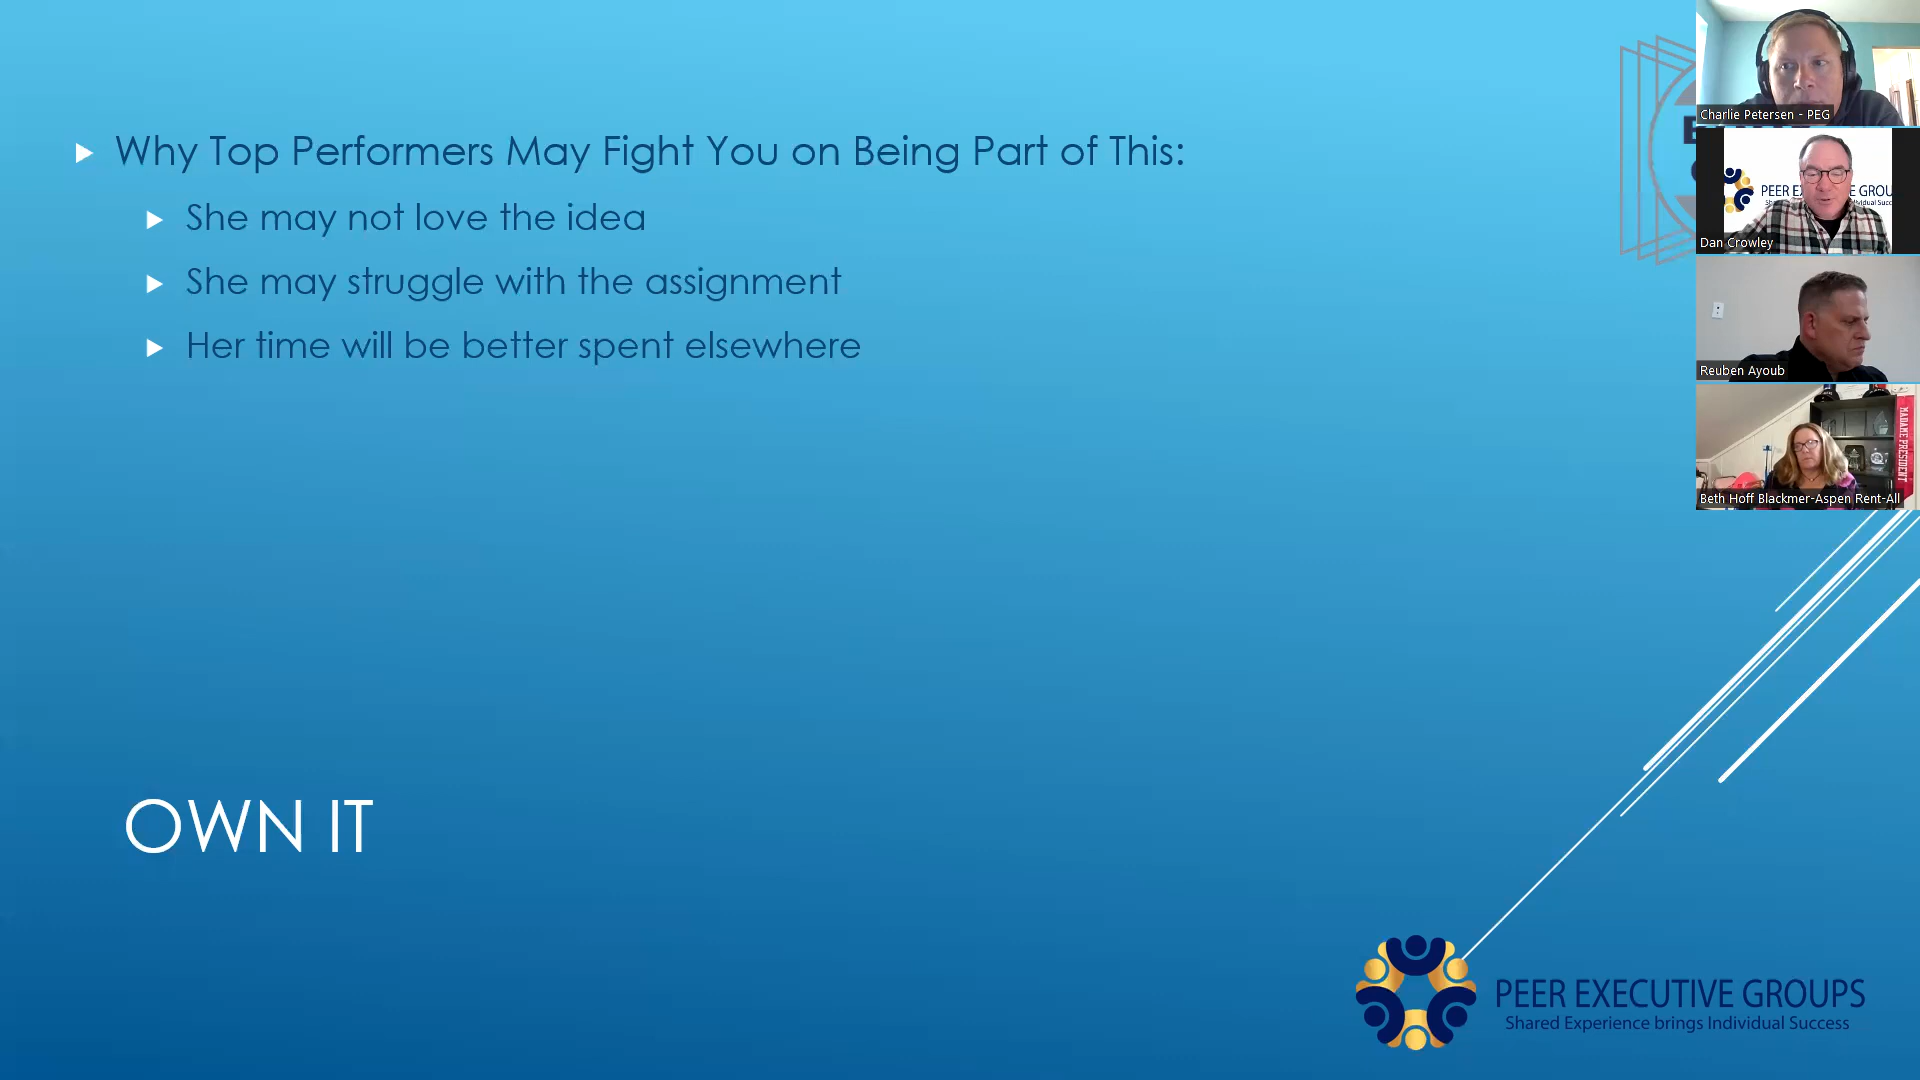 Why Top Performers May Fight You on Being Part of This:
She may not love the idea
She may struggle with the assignment
Her time will be better spent elsewhere
OWN IT
PEER EXECUTIVE GROUPS
Shared Experience brings Individual Success
Charlie Petersen - PEG
Dan Crowley
Reuben Ayoub
MADAME PRESIDENT
Beth Hoff Blackmer-Aspen Rent-All